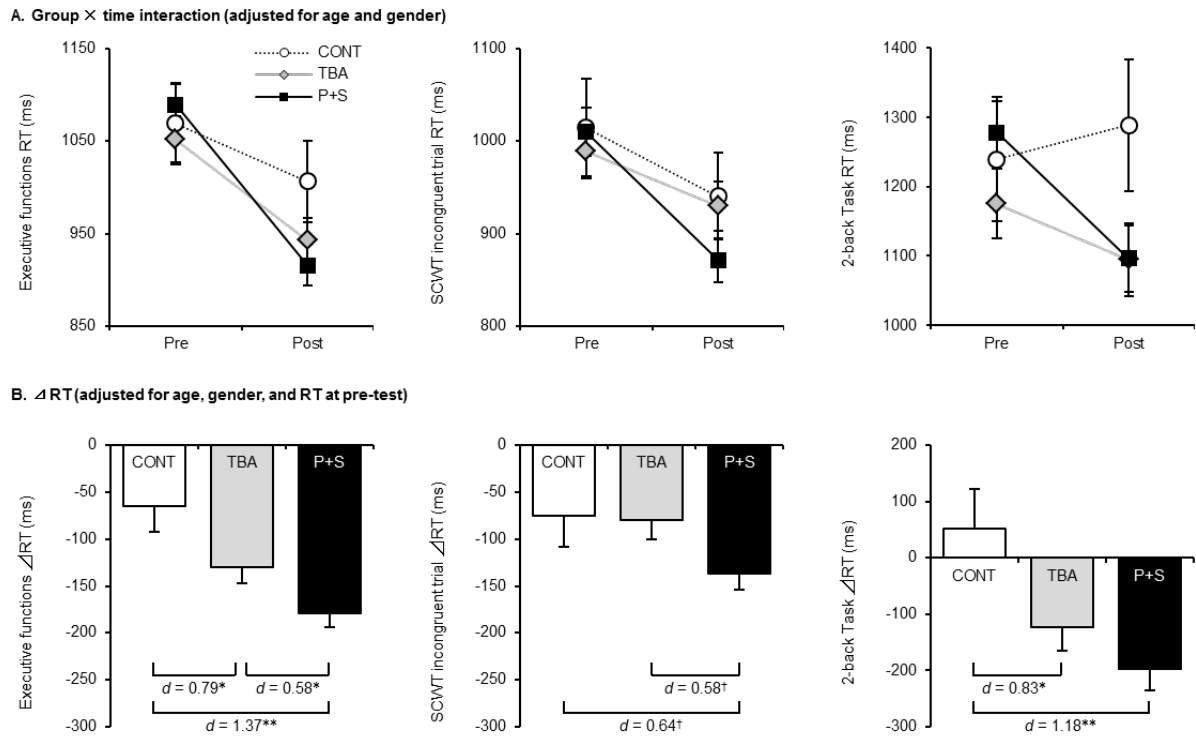 A. Group × time interaction (adjusted for age and gender)
Executive functions RT (ms)
1150
1050
950
850
Pre
Post
CONT
TBA
P+S
SCWT incongruent trial RT (ms)
1100
1000
900
800
Pre
Post
2-back Task RT (ms)
1400
1300
1200
1100
1000
Pre
Post
B. ⊿ RT (adjusted for age, gender, and RT at pre-test)
Executive functions ⊿RT (ms)
0
-50
-100
-150
-200
-250
-300
CONT
TBA
P+S
d = 0.79*
d = 0.58*
d = 1.37**
SCWT incongruent trial ⊿RT (ms)
0
-50
-100
-150
-200
-250
-300
CONT
TBA
P+S
d = 0.58†
d = 0.64†
2-back Task ⊿RT (ms)
200
100
0
-100
-200
-300
CONT
TBA
P+S
d = 0.83*
d = 1.18**